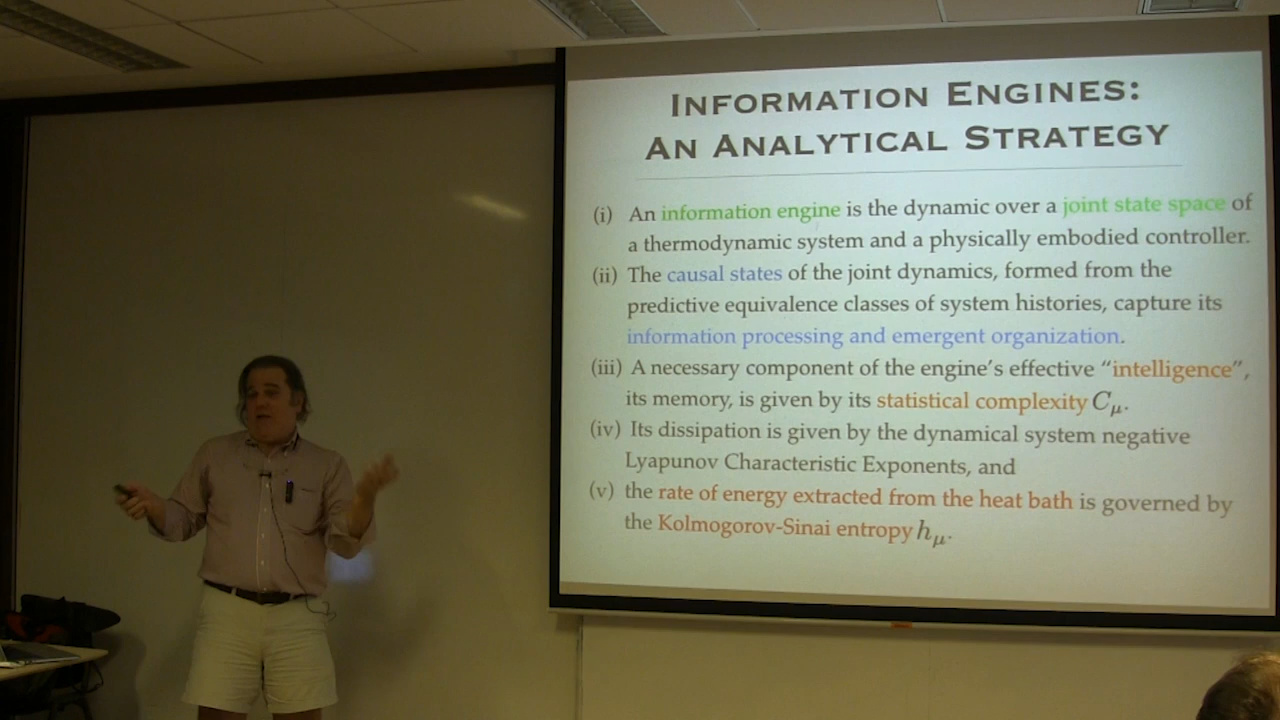 INFORMATION ENGINES:
AN ANALYTICAL STRATEGY
(i) An information engine is the dynamic over a joint state space of
a thermodynamic system and a physically embodied controller.
(ii) The causal states of the joint dynamics, formed from the
predictive equivalence classes of system histories, capture its
information processing and emergent organization.
(iii) A necessary component of the engine's effective “intelligence”,
its memory, is given by its statistical complexity Cμ.
(iv) Its dissipation is given by the dynamical system negative
Lyapunov Characteristic Exponents, and
(v) the rate of energy extracted from the heat bath is governed by
the Kolmogorov-Sinai entropy hμ.